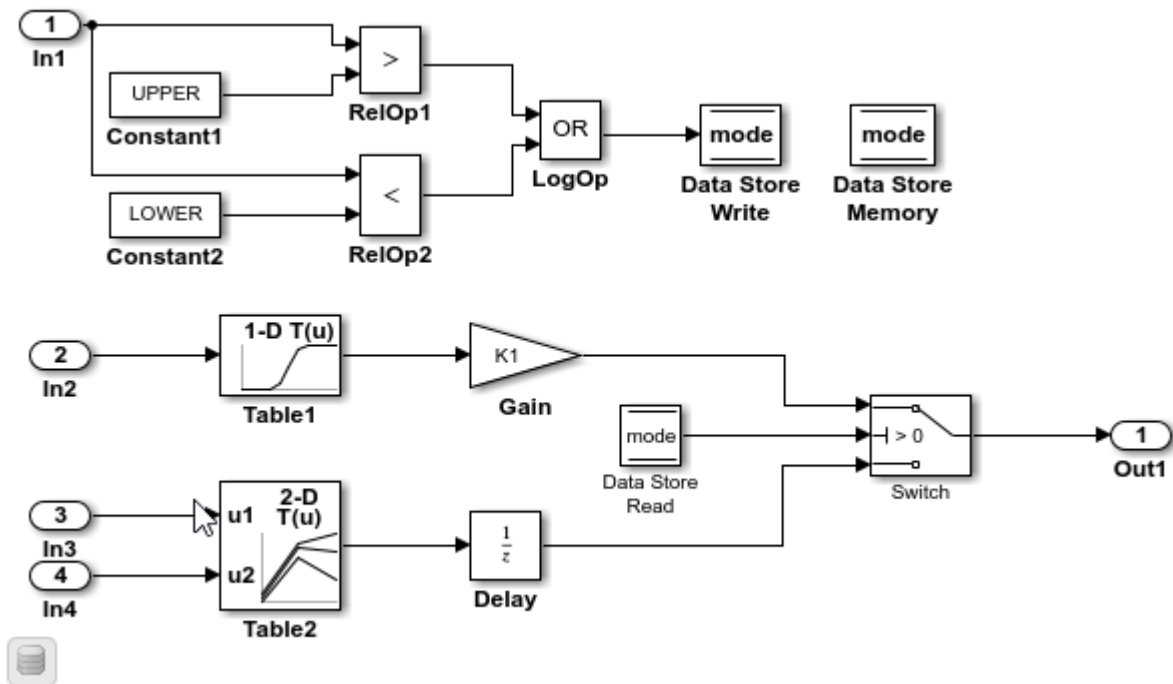 1
In1
UPPER
Constant1
>
RelOp1
LOWER
Constant2
<
RelOp2
OR
LogOp
mode
Data Store
Write
mode
Data Store
Memory
2
In2
1-D T(u)
Table1
K1
Gain
mode
Data Store
Read
> 0
Switch
1
Out1
3
In3
4
In4
u1
u2
2-D
T(u)
Table2
1
z
Delay